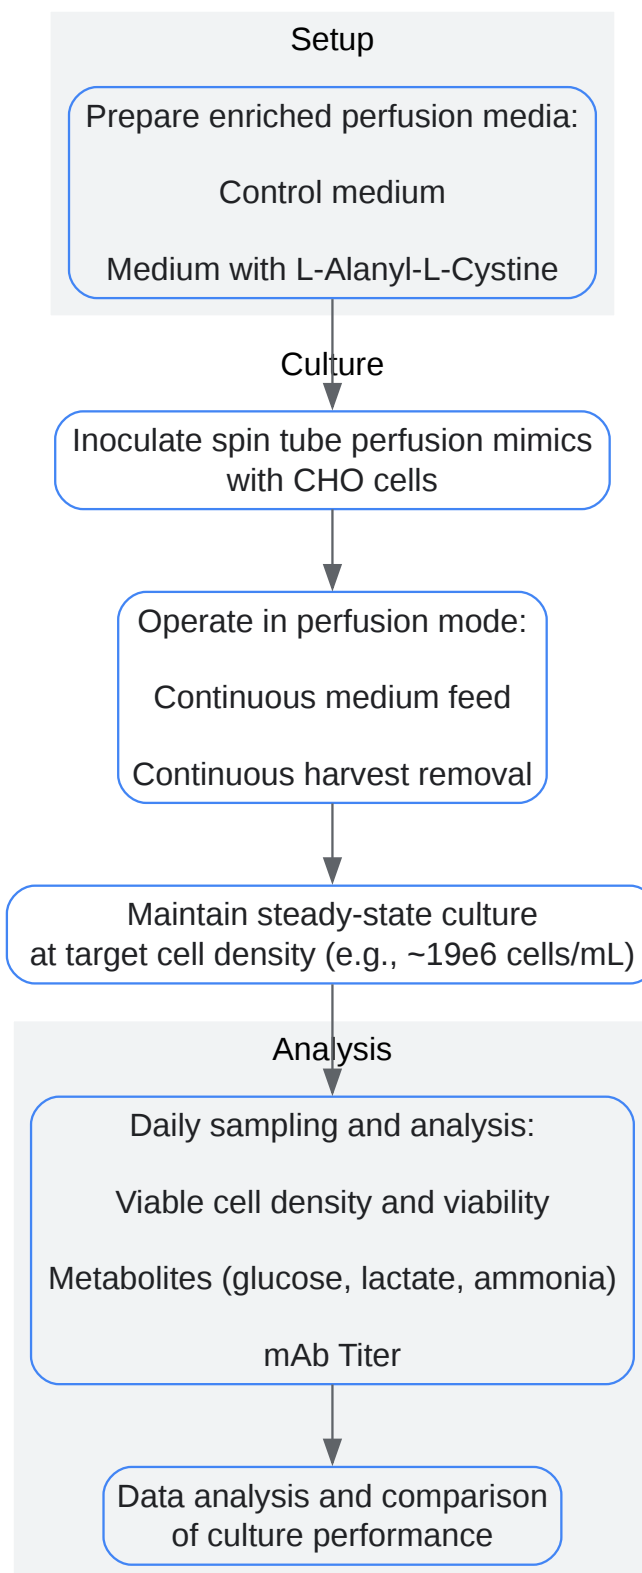 Setup
Prepare enriched perfusion media:
Control medium
Medium with L-Alanyl-L-Cystine
Culture
Inoculate spin tube perfusion mimics
with CHO cells
Operate in perfusion mode:
Continuous medium feed
Continuous harvest removal
Maintain steady-state culture
at target cell density (e.g., ~19e6 cells/mL)
Analysis
Daily sampling and analysis:
Viable cell density and viability
Metabolites (glucose, lactate, ammonia)
mAb Titer
Data analysis and comparison
of culture performance